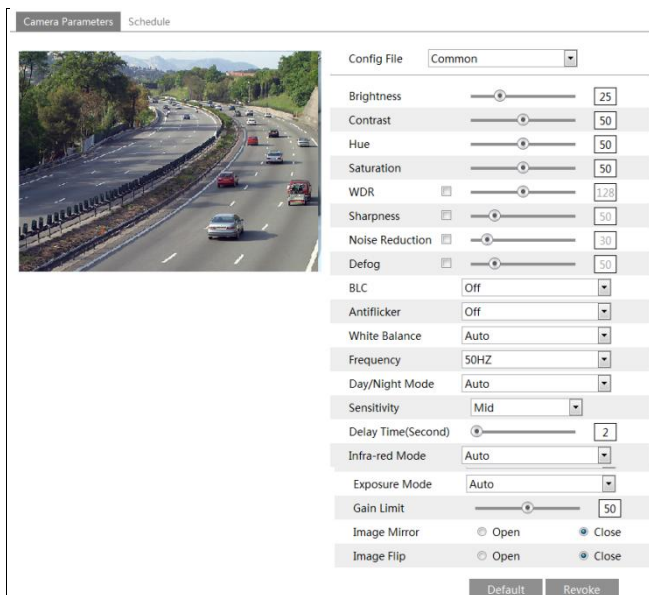 Camera Parameters Schedule
Config File Common
Brightness 25
Contrast 50
Hue 50
Saturation 50
WDR 128
Sharpness 50
Noise Reduction 30
Defog 50
BLC Off
Antiflicker Off
White Balance Auto
Frequency 50HZ
Day/Night Mode Auto
Sensitivity Mid
Delay Time(Second) 2
Infra-red Mode Auto
Exposure Mode Auto
Gain Limit 50
Image Mirror Open Close
Image Flip Open Close
Default Revoke